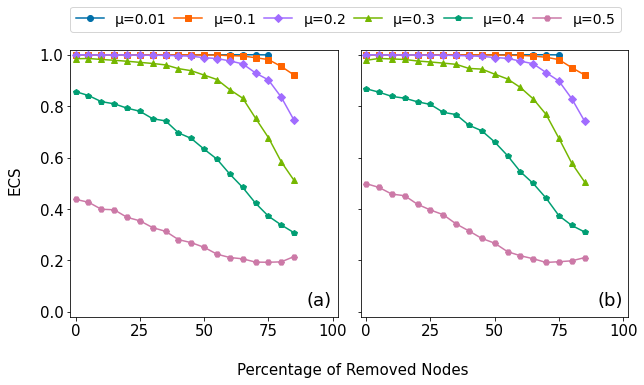 μ=0.01 μ=0.1 μ=0.2 μ=0.3 μ=0.4 μ=0.5
1.0
0.8
0.6
0.4
0.2
0.0
ECS
(a) (b)
0 25 50 75 100 0 25 50 75 100
Percentage of Removed Nodes